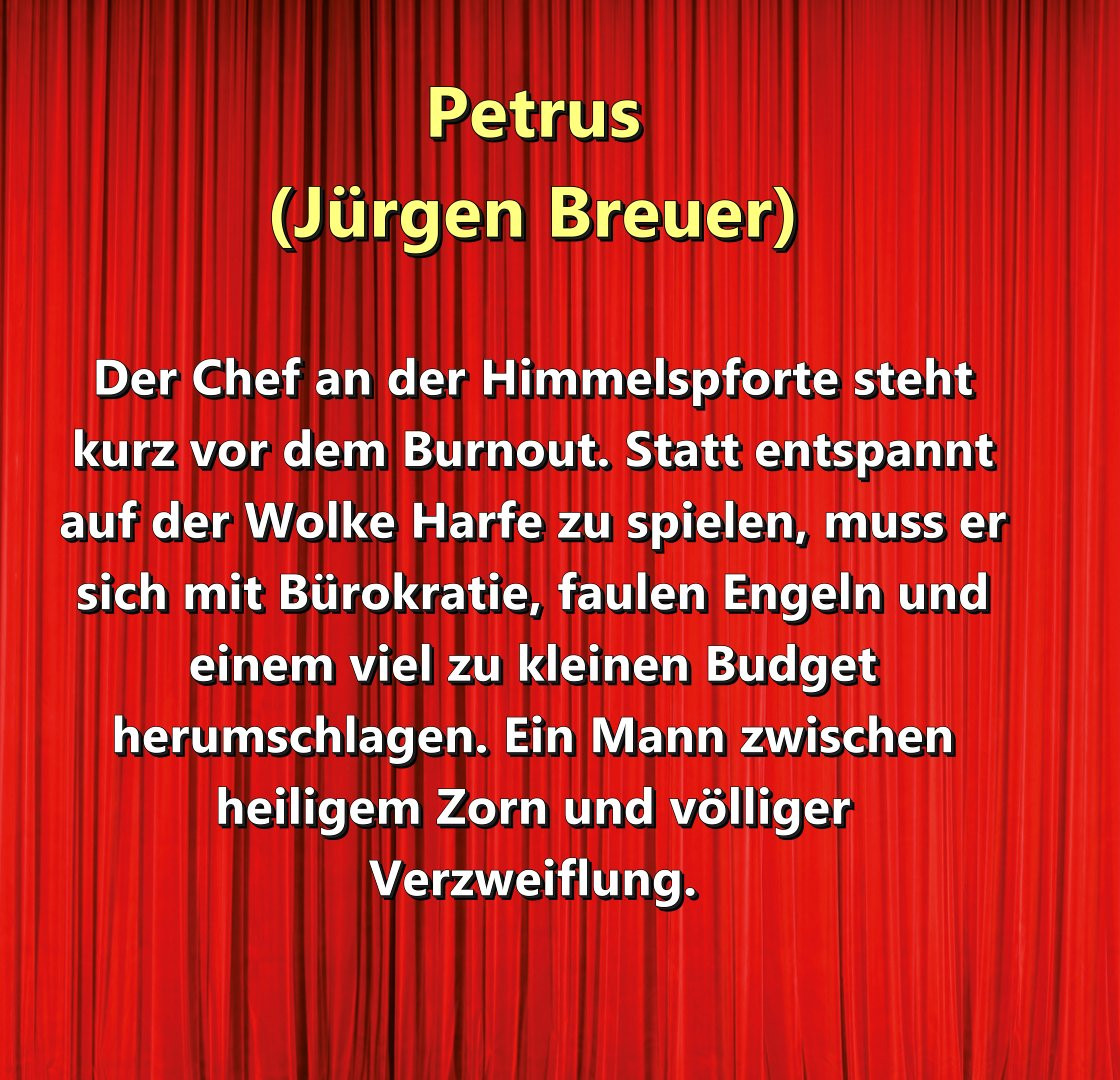 Petrus
(Jürgen Breuer)
Der Chef an der Himmelspforte steht
kurz vor dem Burnout. Statt entspannt
auf der Wolke Harfe zu spielen, muss er
sich mit Bürokratie, faulen Engeln und
einem viel zu kleinen Budget
herumschlagen. Ein Mann zwischen
heiligem Zorn und völliger
Verzweiflung.